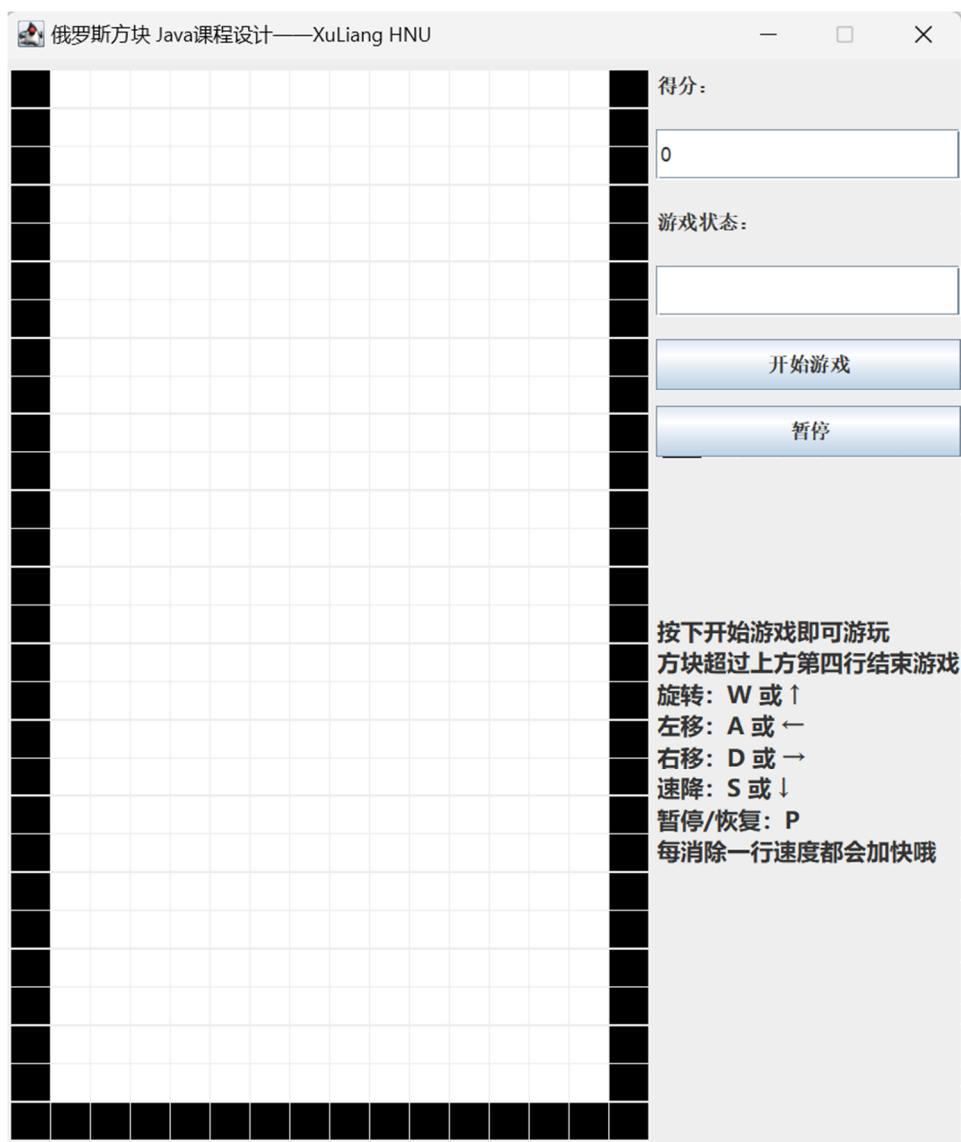 俄罗斯方块 Java课程设计——XuLiang HNU
得分：
0
游戏状态：
开始游戏
暂停
按下开始游戏即可游玩
方块超过上方第四行结束游戏
旋转：W 或 ↑
左移：A 或 ←
右移：D 或 →
速降：S 或 ↓
暂停/恢复：P
每消除一行速度都会加快哦